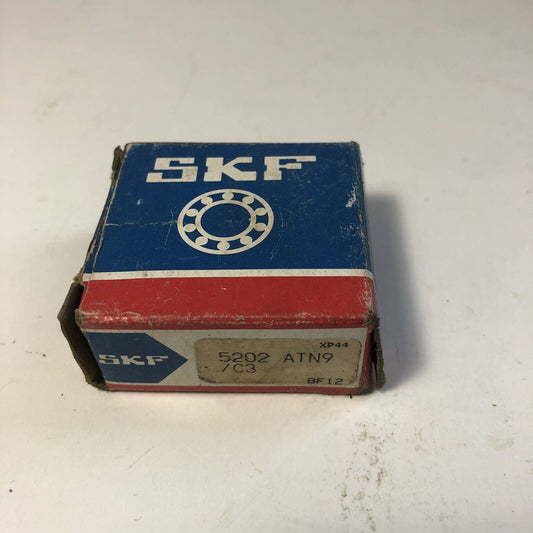 SKF
SKF
XP44
5202 ATN9
/C3
BF12